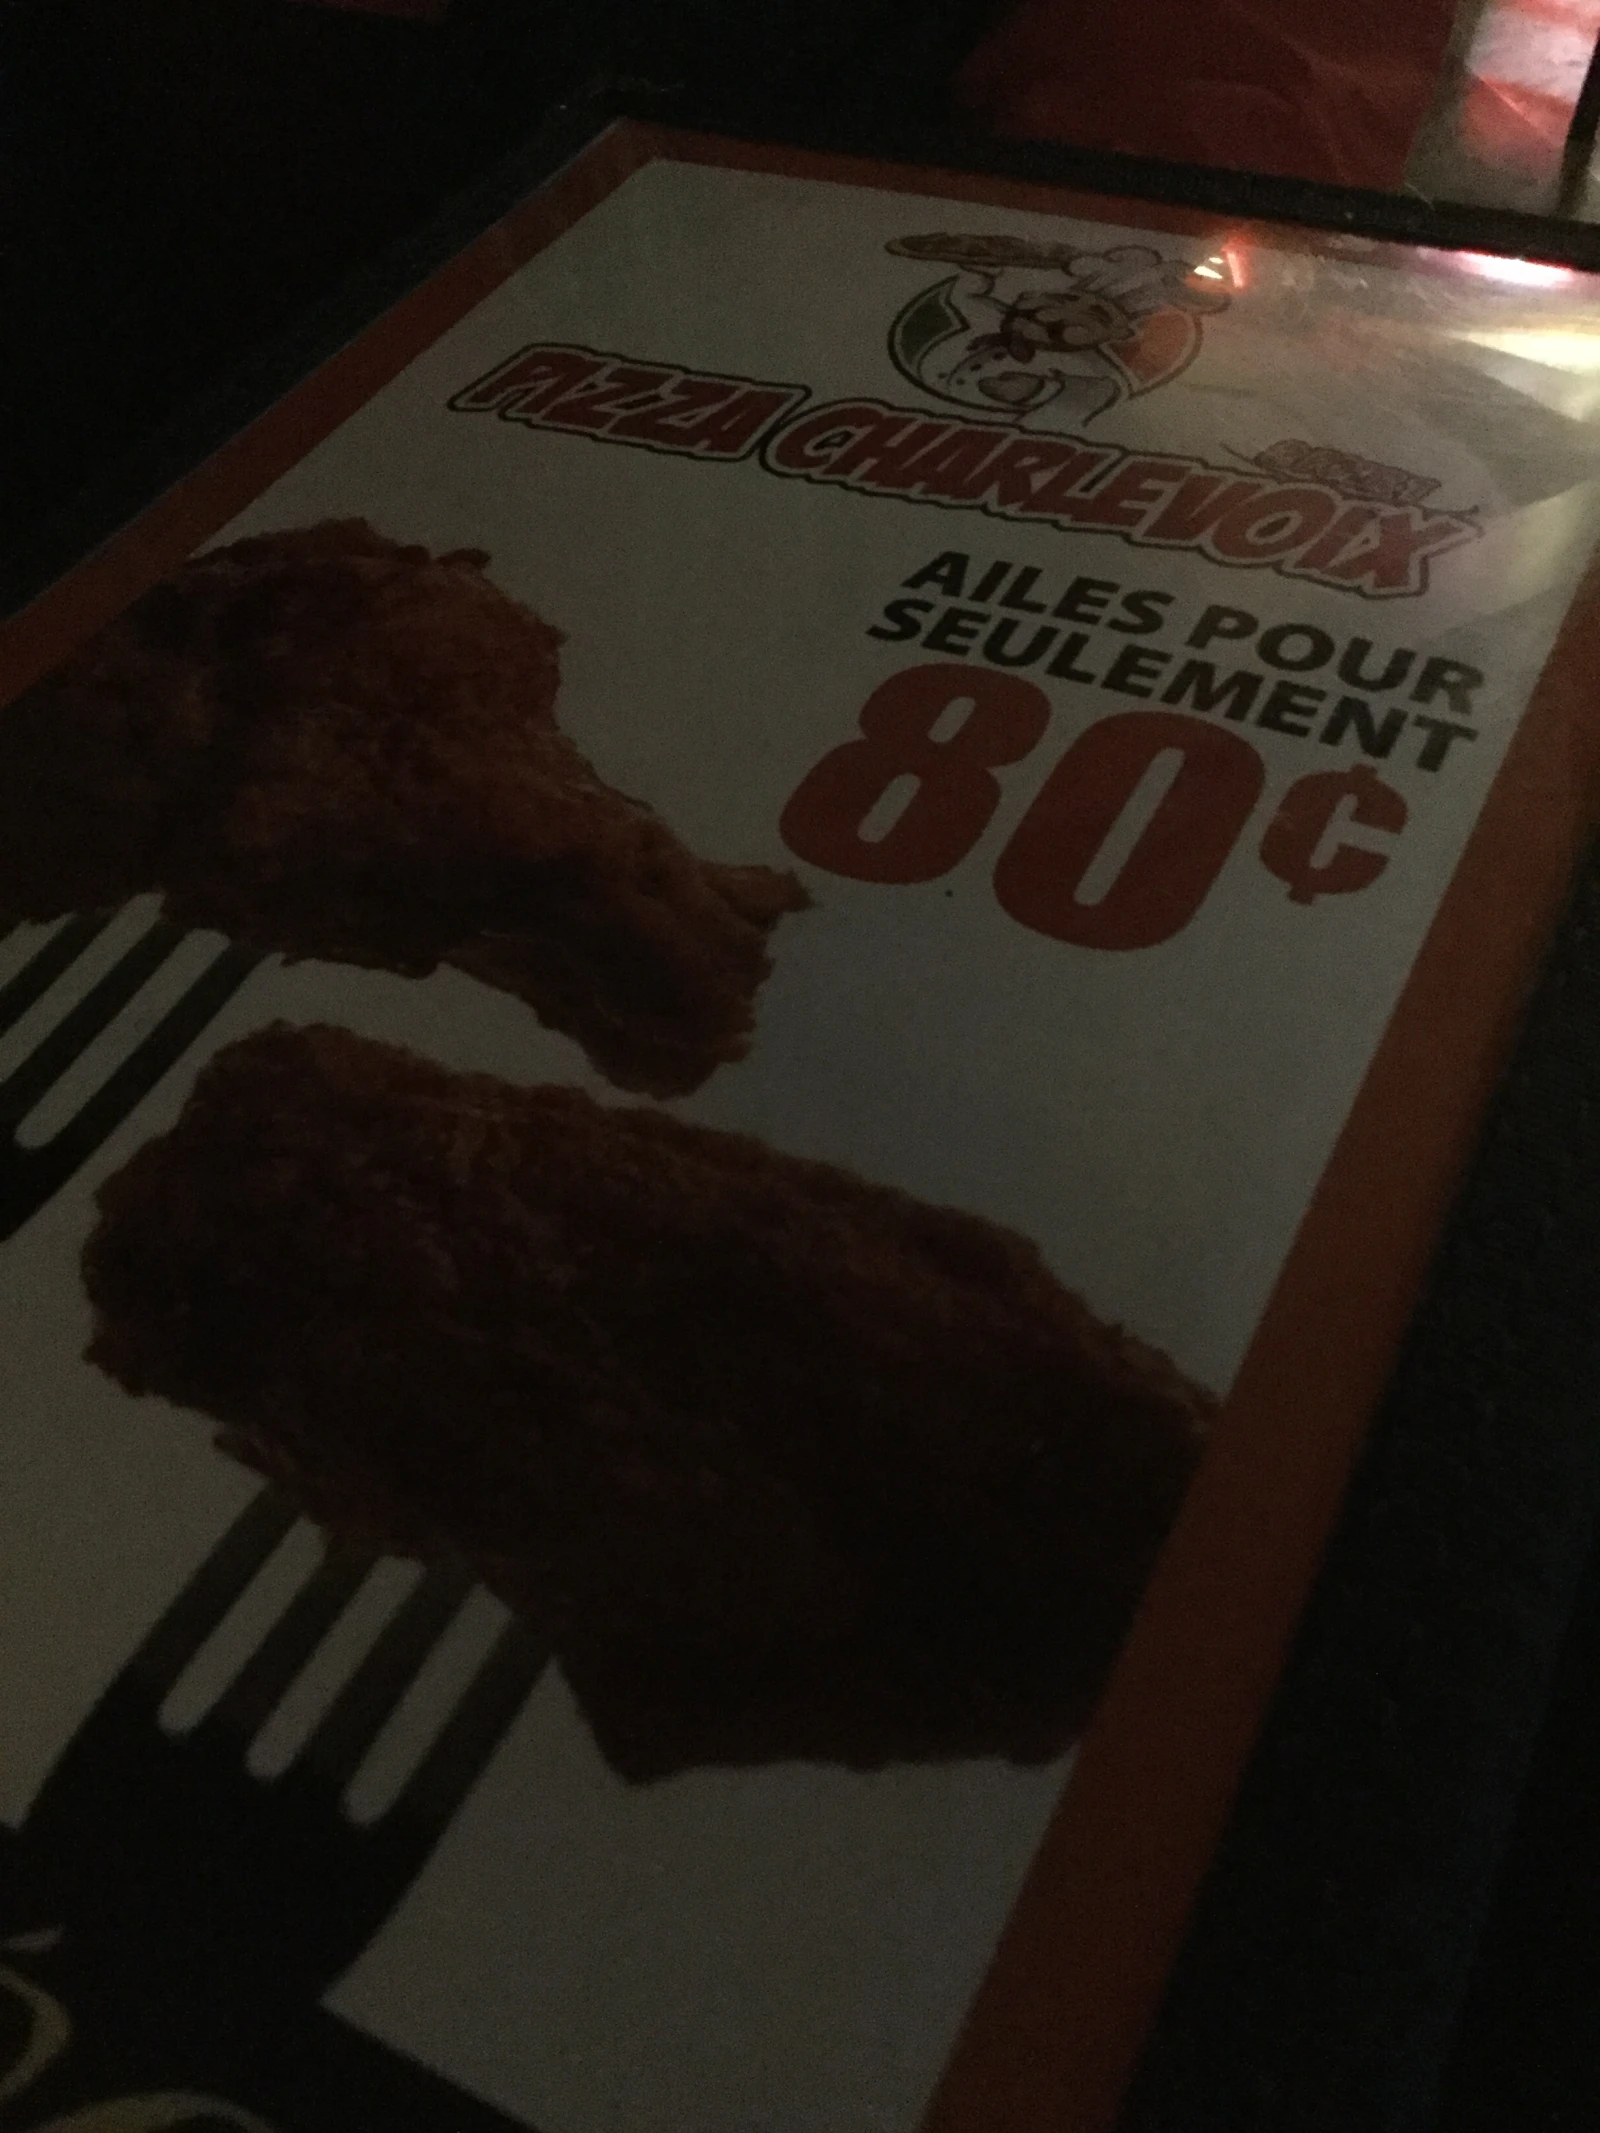 PIZZA CHARLEVOIX
AILES POUR
SEULEMENT
80¢